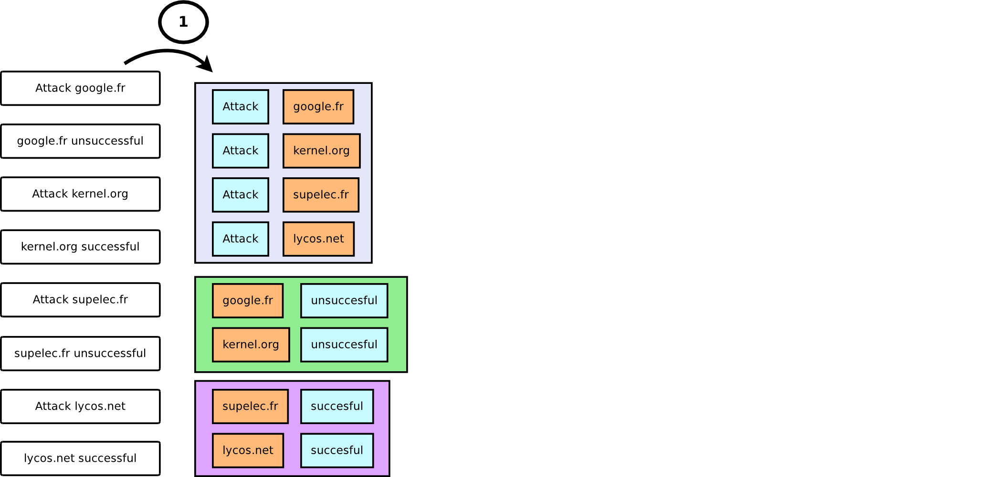 1
Attack google.fr
google.fr unsuccessful
Attack kernel.org
kernel.org successful
Attack supelec.fr
supelec.fr unsuccessful
Attack lycos.net
lycos.net successful
Attack google.fr
Attack kernel.org
Attack supelec.fr
Attack lycos.net
google.fr unsuccesful
kernel.org unsuccesful
supelec.fr succesful
lycos.net succesful